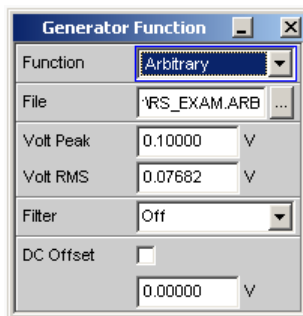 Generator Function
Function Arbitrary
File \RS_EXAM.ARB ...
Volt Peak 0.10000 V
Volt RMS 0.07682 V
Filter Off
DC Offset
0.00000 V